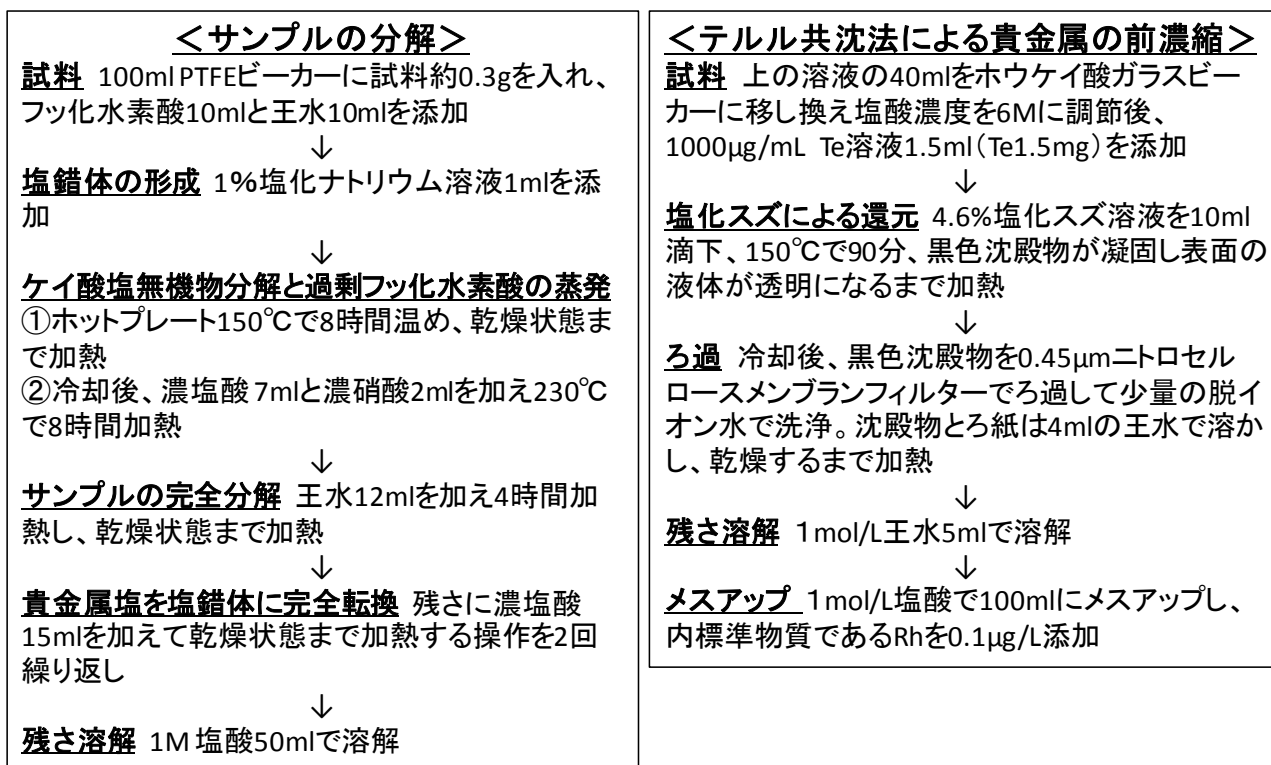 ＜サンプルの分解＞
試料 100ml PTFEビーカーに試料約0.3gを入れ、
フッ化水素酸10mlと王水10mlを添加
↓
塩錯体の形成 1%塩化ナトリウム溶液1mlを添
加
↓
ケイ酸塩無機物分解と過剰フッ化水素酸の蒸発
①ホットプレート150℃で8時間温め、乾燥状態ま
で加熱
②冷却後、濃塩酸7mlと濃硝酸2mlを加え230℃
で8時間加熱
↓
サンプルの完全分解 王水12mlを加え4時間加
熱し、乾燥状態まで加熱
↓
貴金属塩を塩錯体に完全転換 残さに濃塩酸
15mlを加えて乾燥状態まで加熱する操作を2回
繰り返し
↓
残さ溶解 1M 塩酸50mlで溶解
＜テルル共沈法による貴金属の前濃縮＞
試料 上の溶液の40mlをホウケイ酸ガラスビー
カーに移し換え塩酸濃度を6Mに調節後、
1000µg/mL Te溶液1.5ml（Te1.5mg）を添加
↓
塩化スズによる還元 4.6%塩化スズ溶液を10ml
滴下、150℃で90分、黒色沈殿物が凝固し表面の
液体が透明になるまで加熱
↓
ろ過 冷却後、黒色沈殿物を0.45µmニトロセル
ロースメンブランフィルターでろ過して少量の脱イ
オン水で洗浄。沈殿物とろ紙は4mlの王水で溶か
し、乾燥するまで加熱
↓
残さ溶解 １mol/L王水5mlで溶解
↓
メスアップ １mol/L塩酸で100mlにメスアップし、
内標準物質であるRhを0.1µg/L添加